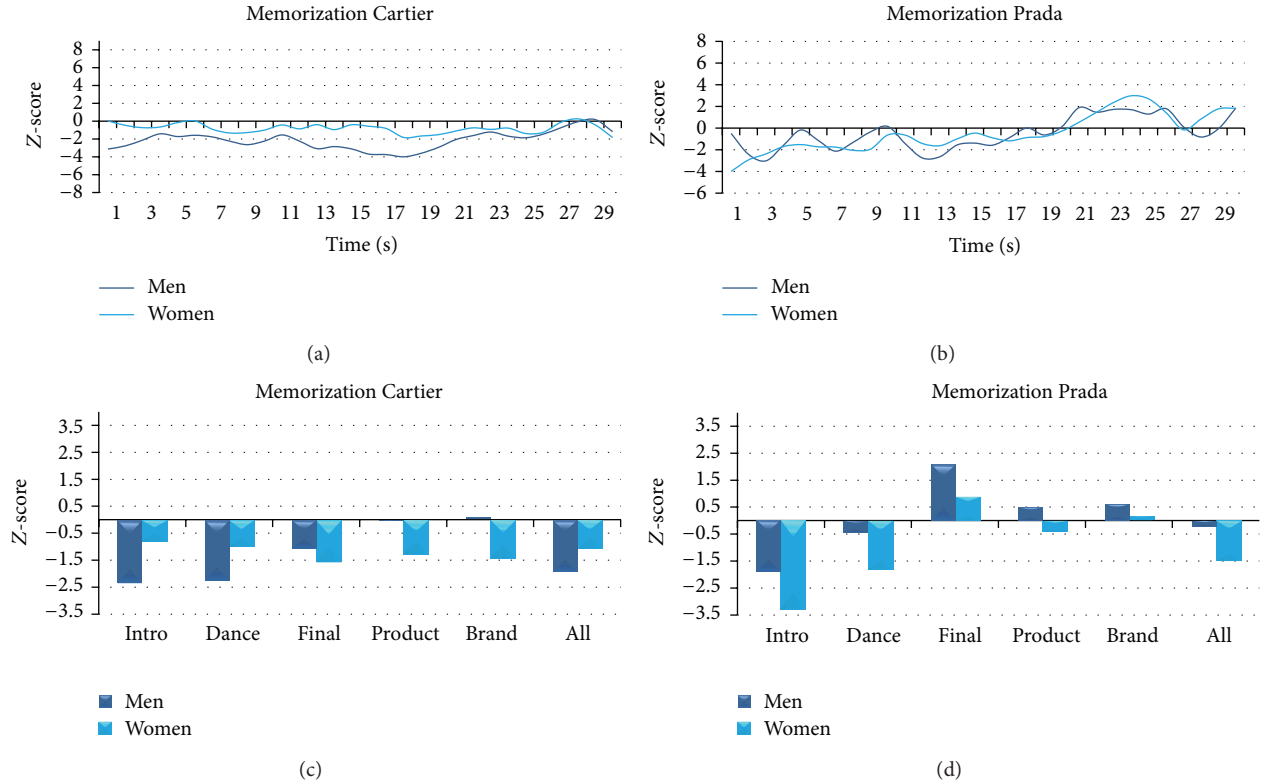 Memorization Cartier
8
6
4
2
0
−2
−4
−6
−8
Z-score
1 3 5 7 9 11 13 15 17 19 21 23 25 27 29
Time (s)
Men
Women
(a)
Memorization Prada
8
6
4
2
0
−2
−4
−6
Z-score
1 3 5 7 9 11 13 15 17 19 21 23 25 27 29
Time (s)
Men
Women
(b)
Memorization Cartier
3.5
2.5
1.5
0.5
−0.5
−1.5
−2.5
−3.5
Z-score
Intro Dance Final Product Brand All
Men
Women
(c)
Memorization Prada
3.5
2.5
1.5
0.5
−0.5
−1.5
−2.5
−3.5
Z-score
Intro Dance Final Product Brand All
Men
Women
(d)